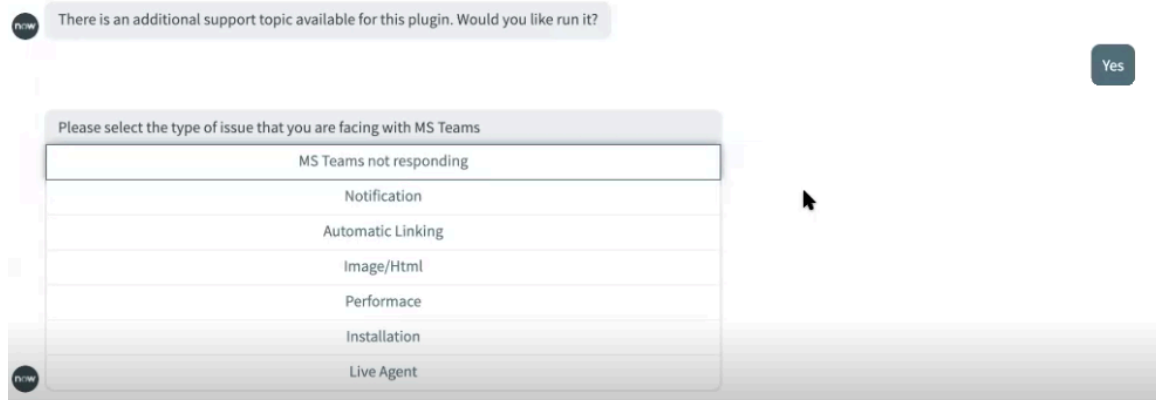 There is an additional support topic available for this plugin. Would you like run it?
now
Yes
Please select the type of issue that you are facing with MS Teams
MS Teams not responding
Notification
Automatic Linking
Image/Html
Performace
Installation
Live Agent
now